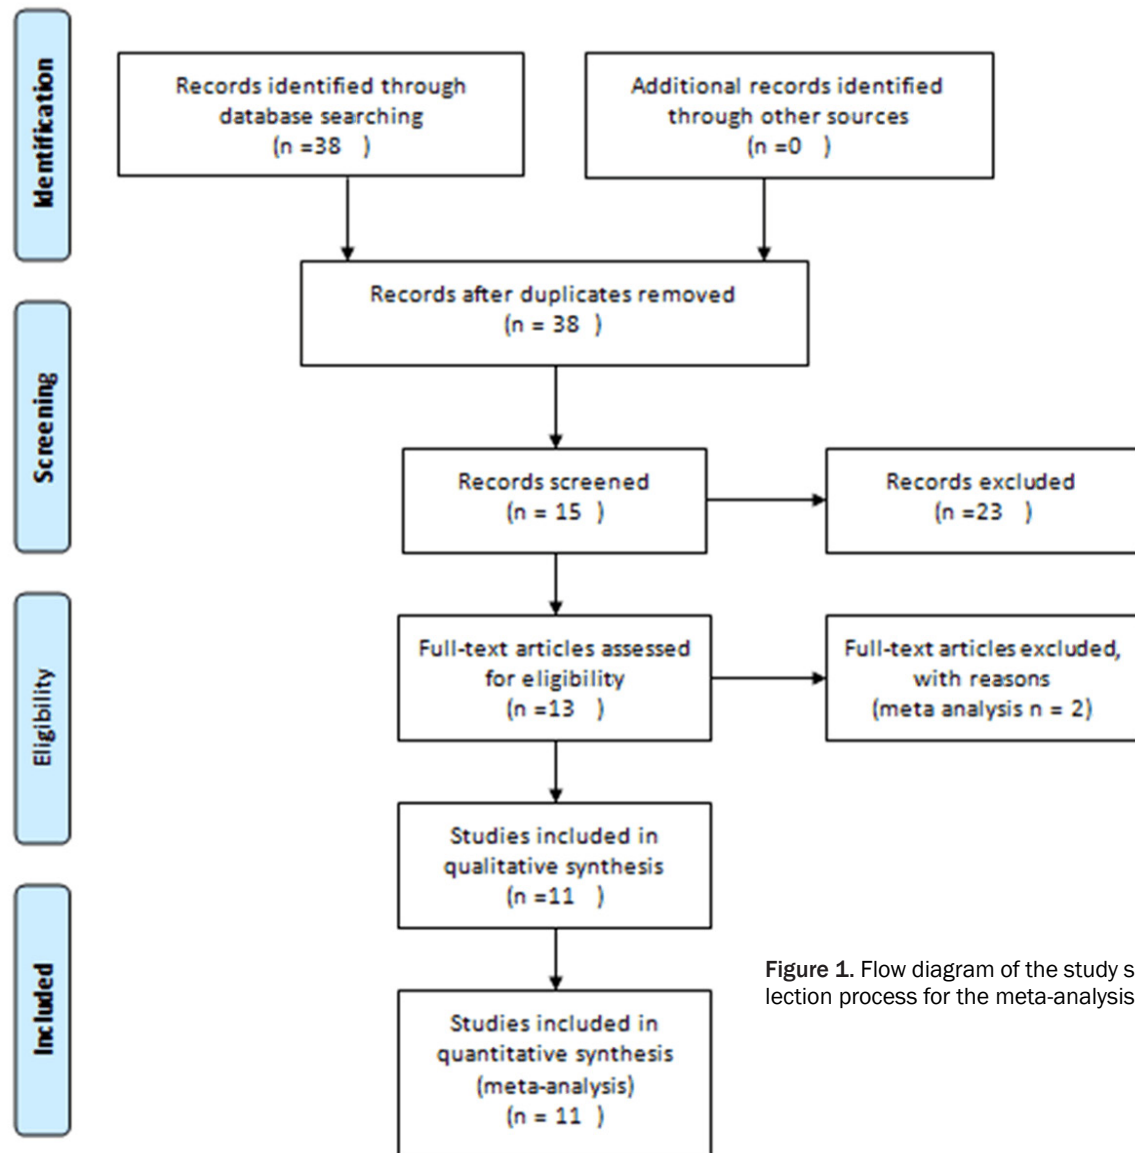 Identification
Records identified through
database searching
(n =38   )
Additional records identified
through other sources
(n =0   )
Records after duplicates removed
(n = 38  )
Screening
Records screened
(n = 15  )
Records excluded
(n =23   )
Eligibility
Full-text articles assessed
for eligibility
(n =13   )
Full-text articles excluded,
with reasons
(meta analysis n = 2)
Studies included in
qualitative synthesis
(n =11   )
Included
Studies included in
quantitative synthesis
(meta-analysis)
(n = 11  )
Figure 1. Flow diagram of the study s
lection process for the meta-analysis